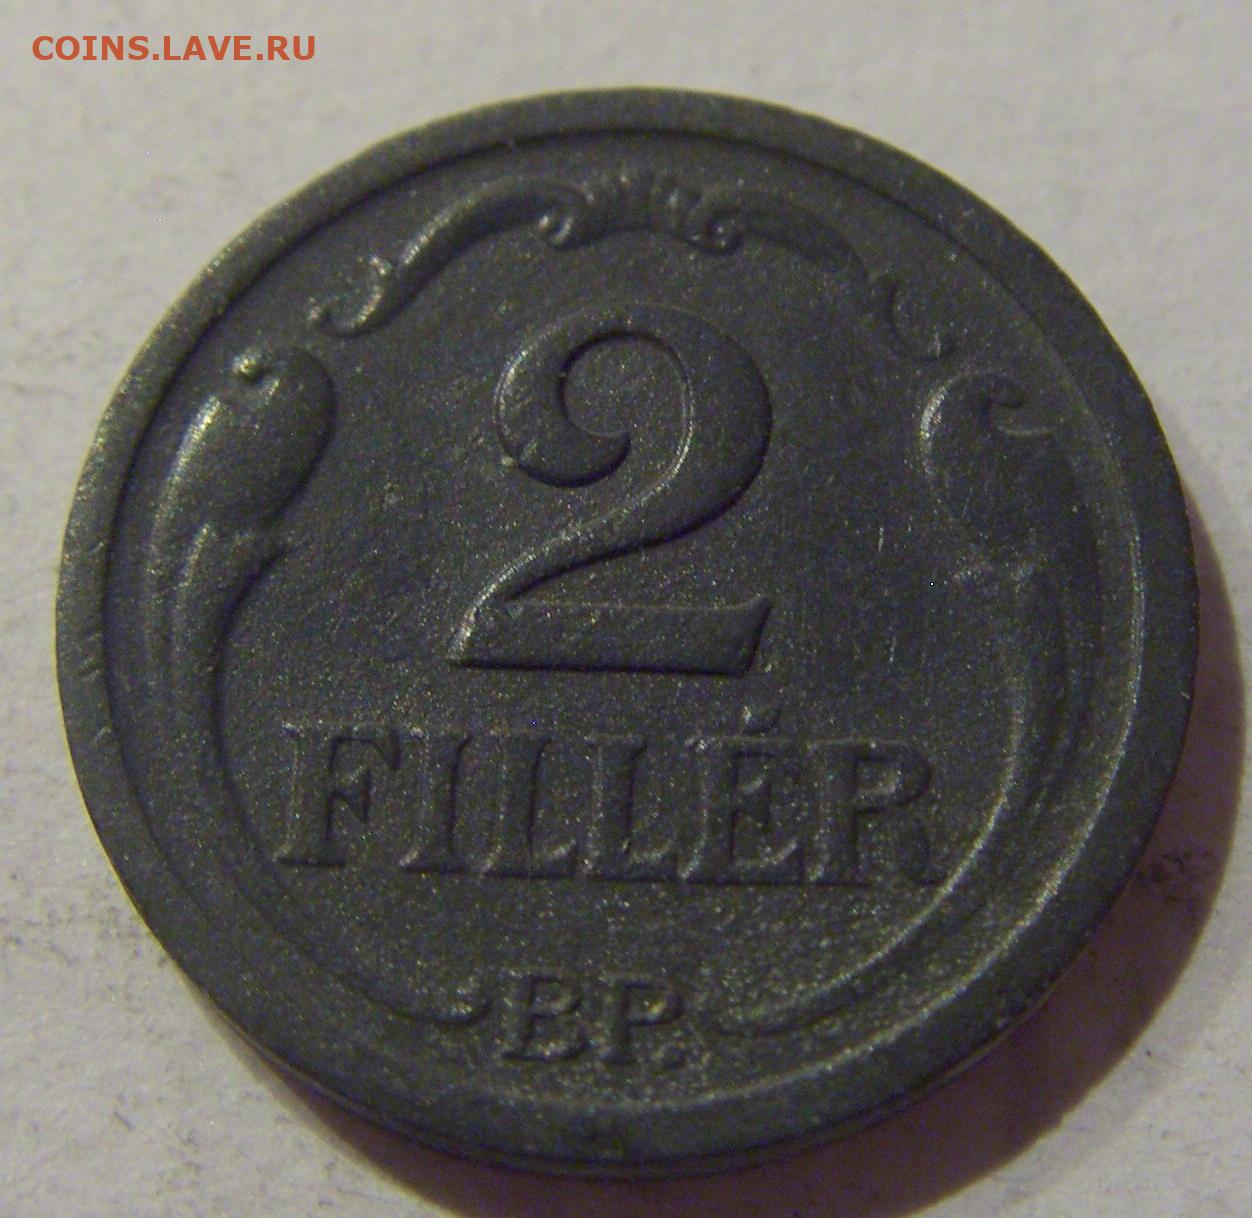 COINS.LAVE.RU
2
FILLÉR
BP.